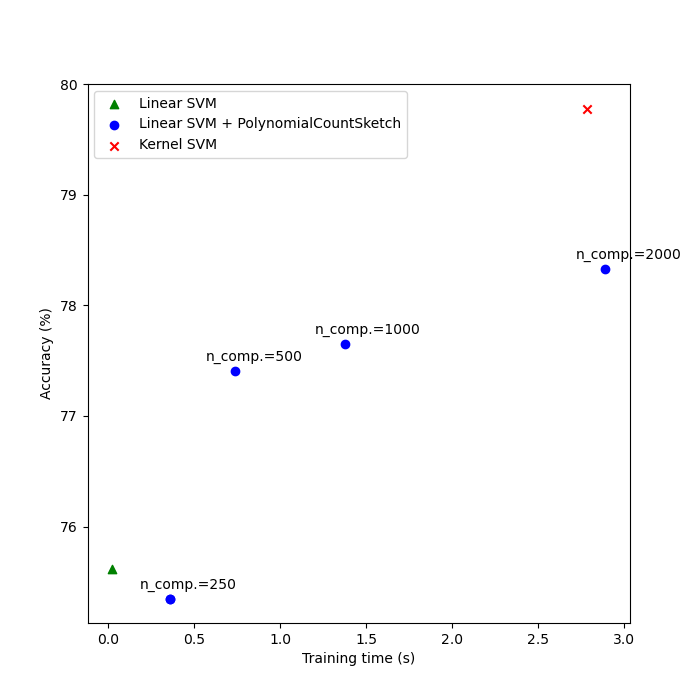 80
79
78
77
76
Accuracy (%)
Linear SVM
Linear SVM + PolynomialCountSketch
Kernel SVM
n_comp.=2000
n_comp.=1000
n_comp.=500
n_comp.=250
0.0 0.5 1.0 1.5 2.0 2.5 3.0
Training time (s)